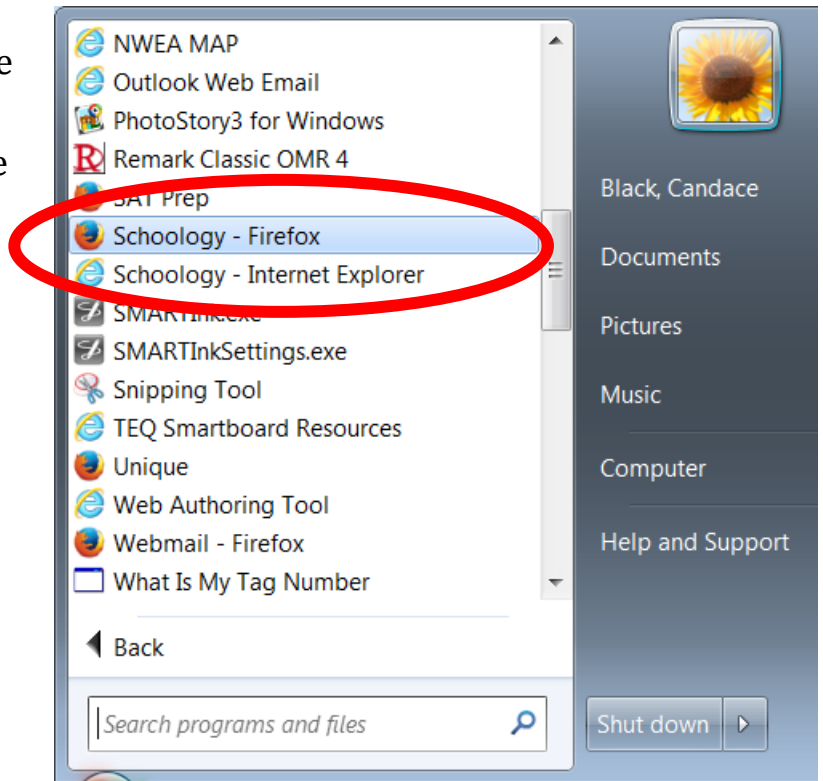 e
e
NWEA MAP
Outlook Web Email
PhotoStory3 for Windows
Remark Classic OMR 4
SAT Prep
Schoology - Firefox
Schoology - Internet Explorer
SMARTInk.exe
SMARTInkSettings.exe
Snipping Tool
TEQ Smartboard Resources
Unique
Web Authoring Tool
Webmail - Firefox
What Is My Tag Number
Back
Search programs and files
Black, Candace
Documents
Pictures
Music
Computer
Help and Support
Shut down